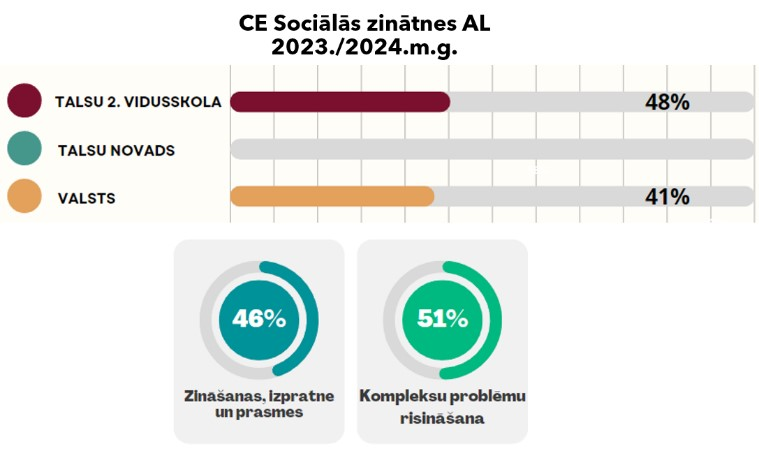 CE Sociālās zinātnes AL
2023./2024.m.g.
TALSU 2. VIDUSSKOLA
48%
TALSU NOVADS
VALSTS
41%
46%
51%
Zināšanas, izpratne
un prasmes
Kompleksu problēmu
risināšana